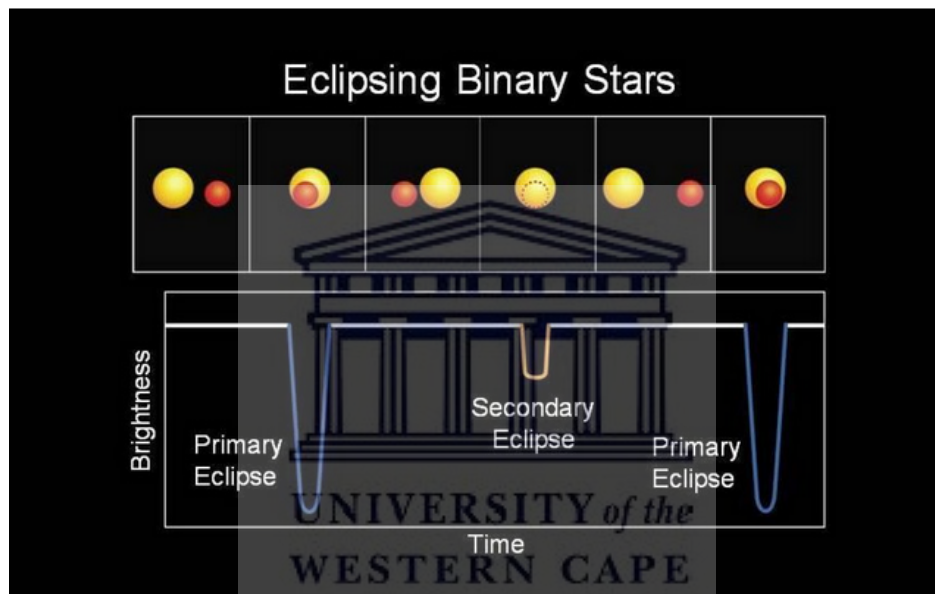 Eclipsing Binary Stars
Brightness
Primary
Eclipse
Secondary
Eclipse
Primary
Eclipse
Time
UNIVERSITY of the
WESTERN CAPE